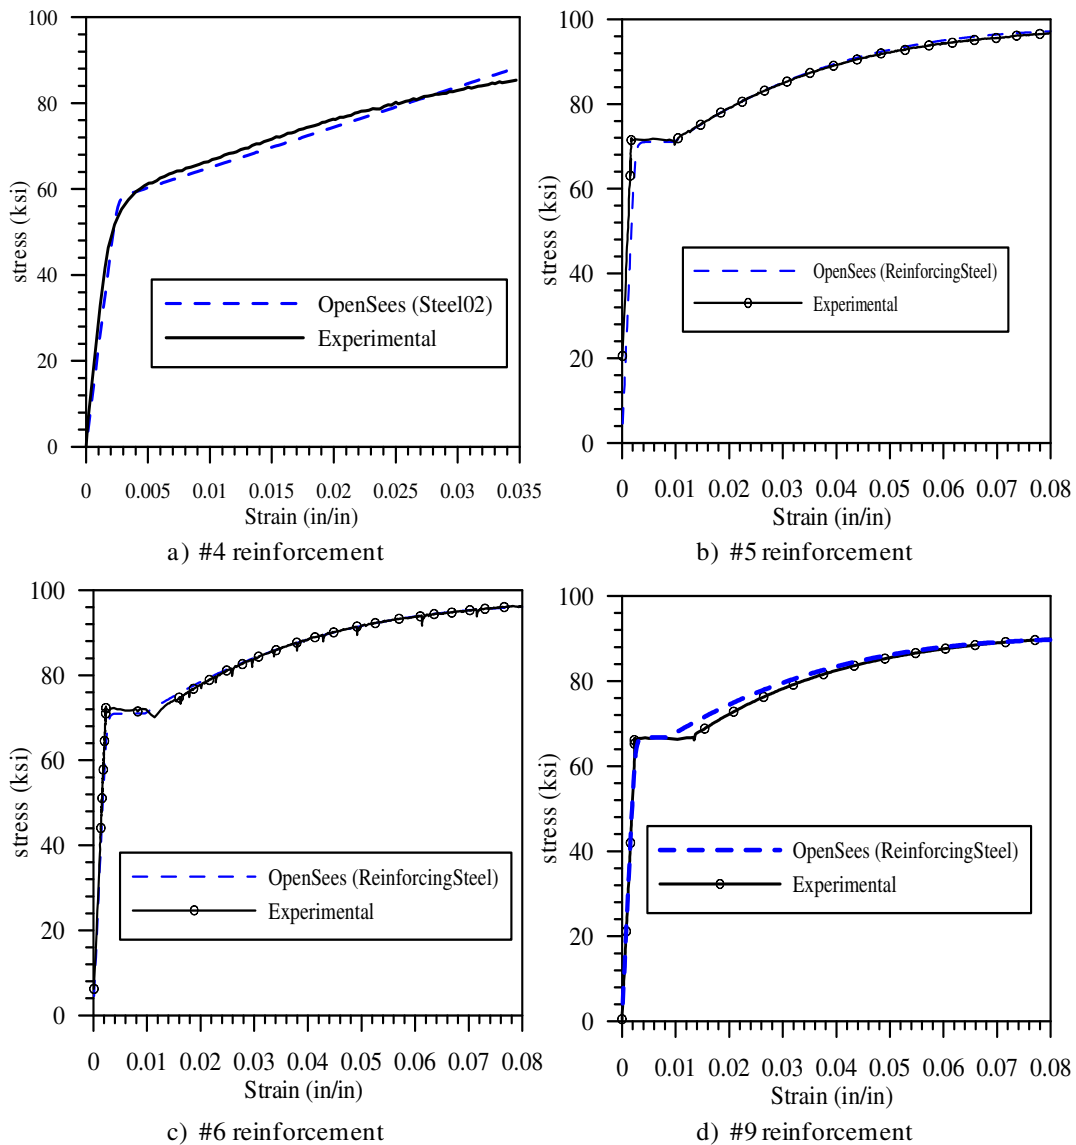 100
80
60
40
20
0
stress (ksi)
OpenSees (Steel02)
Experimental
0 0.005 0.01 0.015 0.02 0.025 0.03 0.035
Strain (in/in)
a) #4 reinforcement
100
80
60
40
20
0
stress (ksi)
OpenSees (ReinforcingSteel)
Experimental
0 0.01 0.02 0.03 0.04 0.05 0.06 0.07 0.08
Strain (in/in)
b) #5 reinforcement
100
80
60
40
20
0
stress (ksi)
OpenSees (ReinforcingSteel)
Experimental
0 0.01 0.02 0.03 0.04 0.05 0.06 0.07 0.08
Strain (in/in)
c) #6 reinforcement
100
80
60
40
20
0
stress (ksi)
OpenSees (ReinforcingSteel)
Experimental
0 0.01 0.02 0.03 0.04 0.05 0.06 0.07 0.08
Strain (in/in)
d) #9 reinforcement